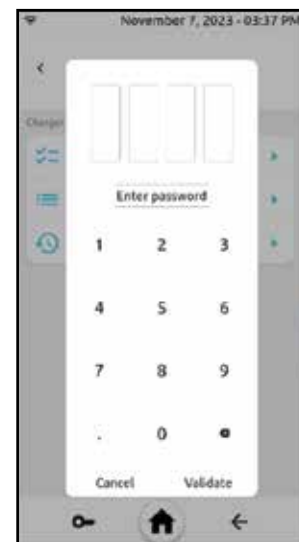 November 7, 2023 - 03:37 PM
Charger
Enter password
1 2 3
4 5 6
7 8 9
. 0
Cancel Validate